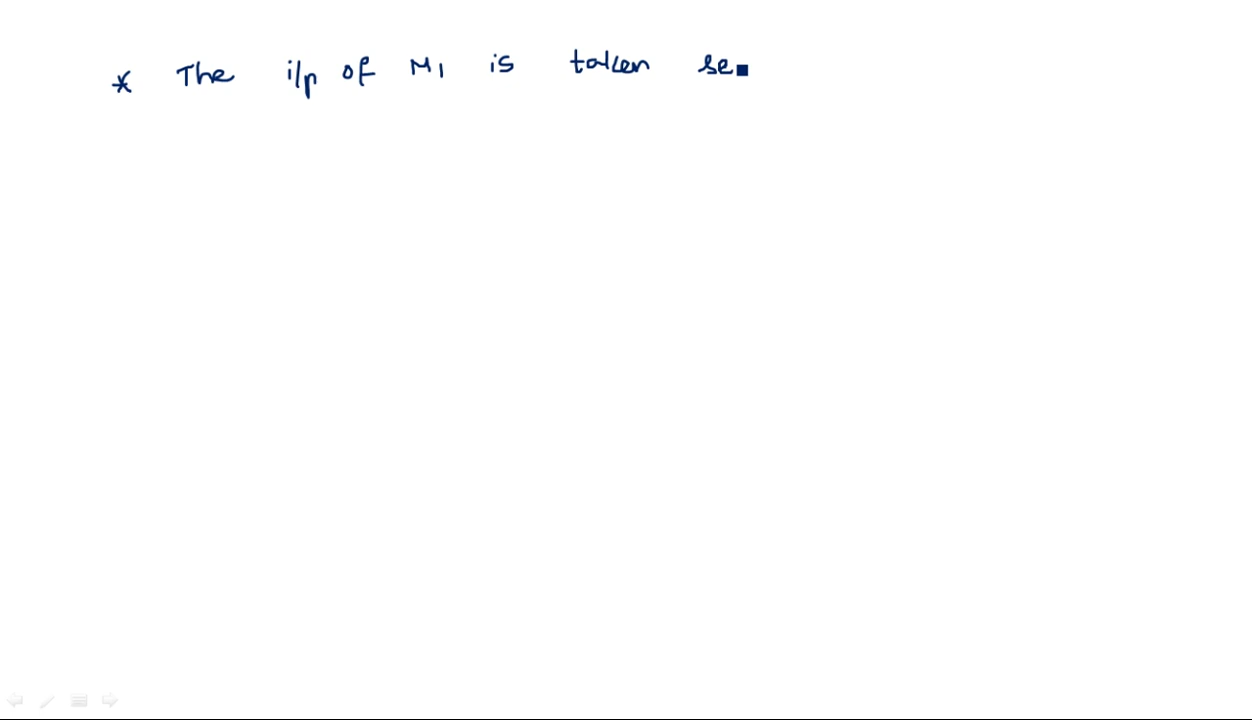 * The i/p of M1 is taken se